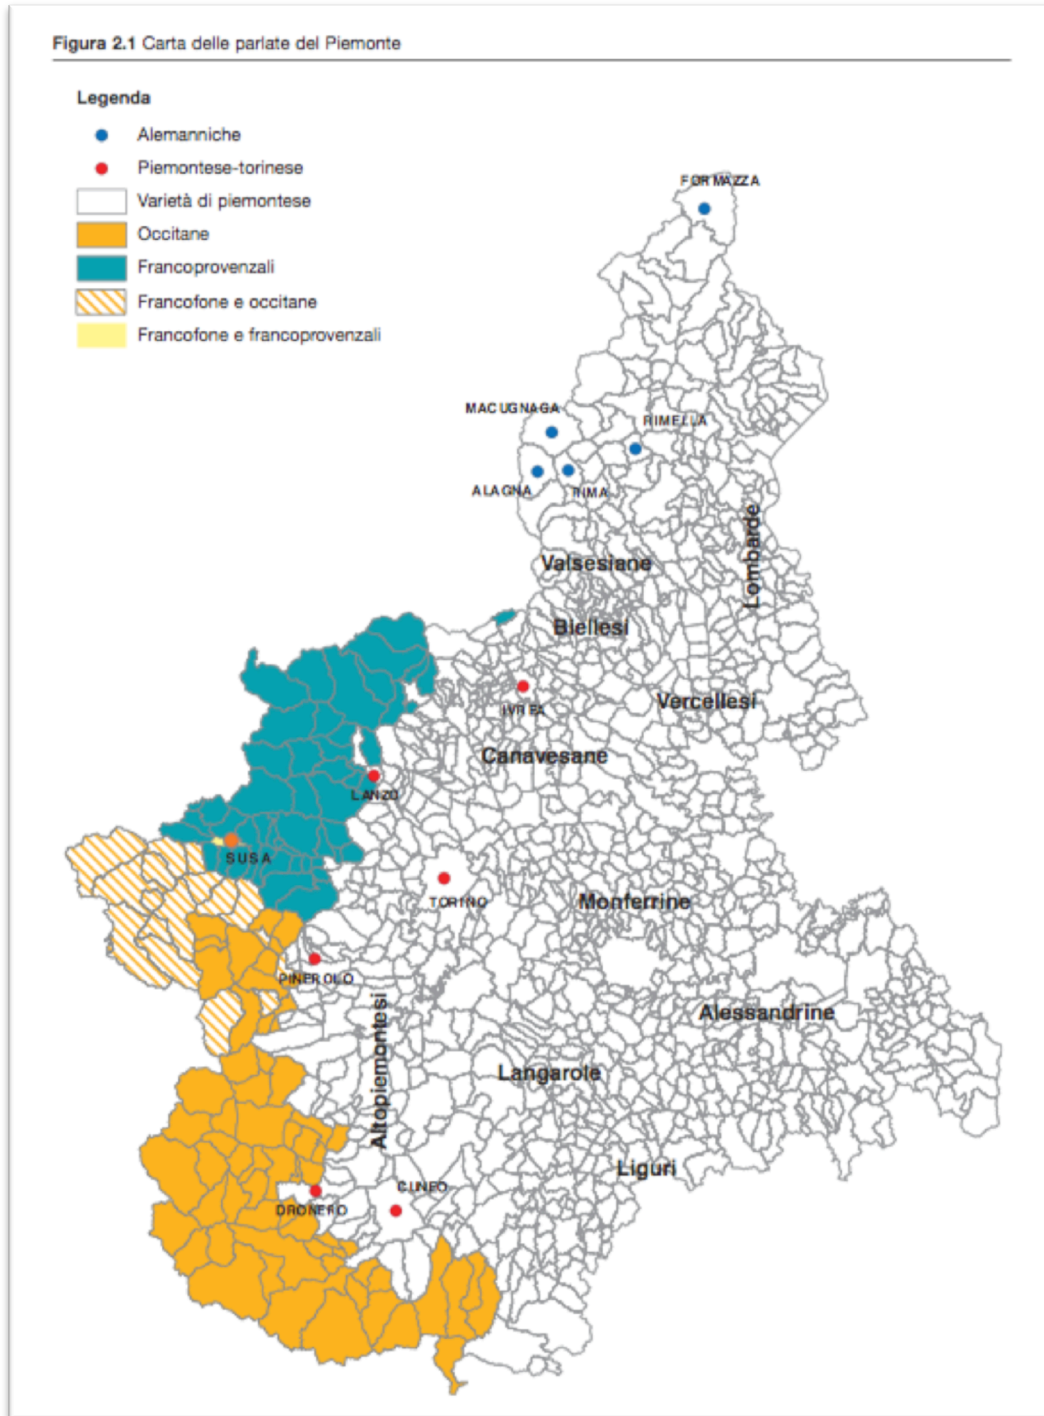 Figura 2.1 Carta delle parlate del Piemonte
Legenda
Alemanniche
Piemontese-torinese
Varietà di piemontese
Occitane
Francoprovenzali
Francofone e occitane
Francofone e francoprovenzali
FORMAZZA
MACUGNAGA
RIMELLA
ALAGNA
RIMA
Lombarde
Valsesiane
Biellesi
IVREA
Vercellesi
Canavesane
LANZO
SUSA
TORINO
Monferrine
PINEROLO
Altopiemontesi
Alessandrine
Langarole
Liguri
CUNEO
DRONERO